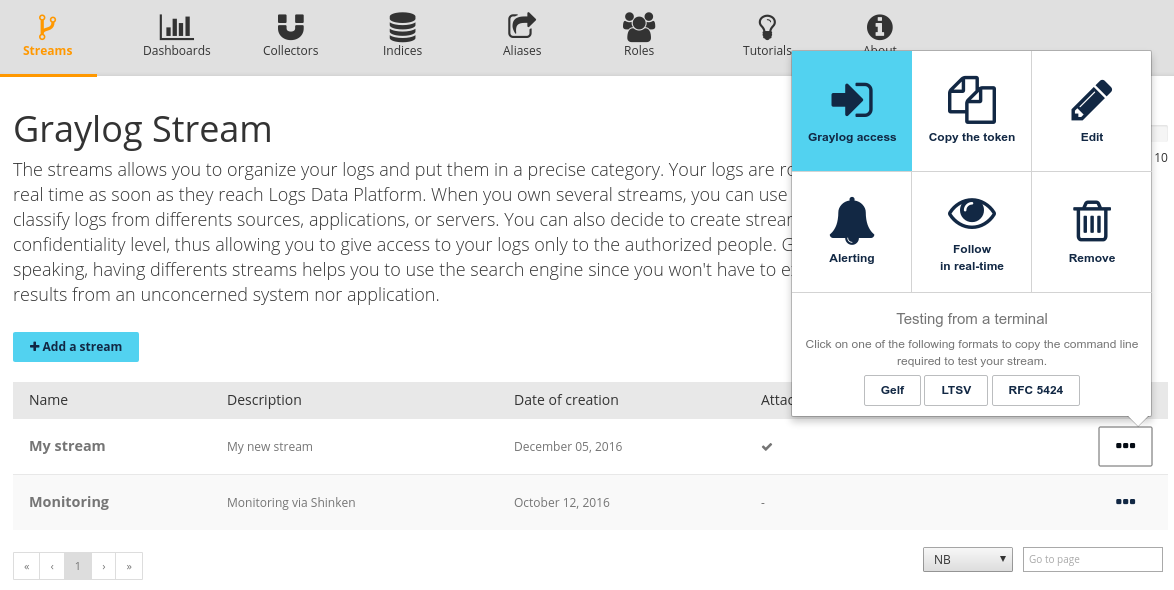 Streams Dashboards Collectors Indices Aliases Roles Tutorials About
Graylog Stream
The streams allows you to organize your logs and put them in a precise category. Your logs are
real time as soon as they reach Logs Data Platform. When you own several streams, you can use
classify logs from differents sources, applications, or servers. You can also decide to create
confidentiality level, thus allowing you to give access to your logs only to the authorized people.
speaking, having differents streams helps you to use the search engine since you won't have to
results from an unconcerned system nor application.
10
Graylog access Copy the token Edit
Alerting Follow
in real-time Remove
Testing from a terminal
Click on one of the following formats to copy the command line
required to test your stream.
Gelf LTSV RFC 5424
+ Add a stream
Name Description Date of creation
My stream My new stream December 05, 2016 ✔ •••
Monitoring Monitoring via Shinken October 12, 2016 - •••
« ‹ 1 › » NB ▼ Go to page